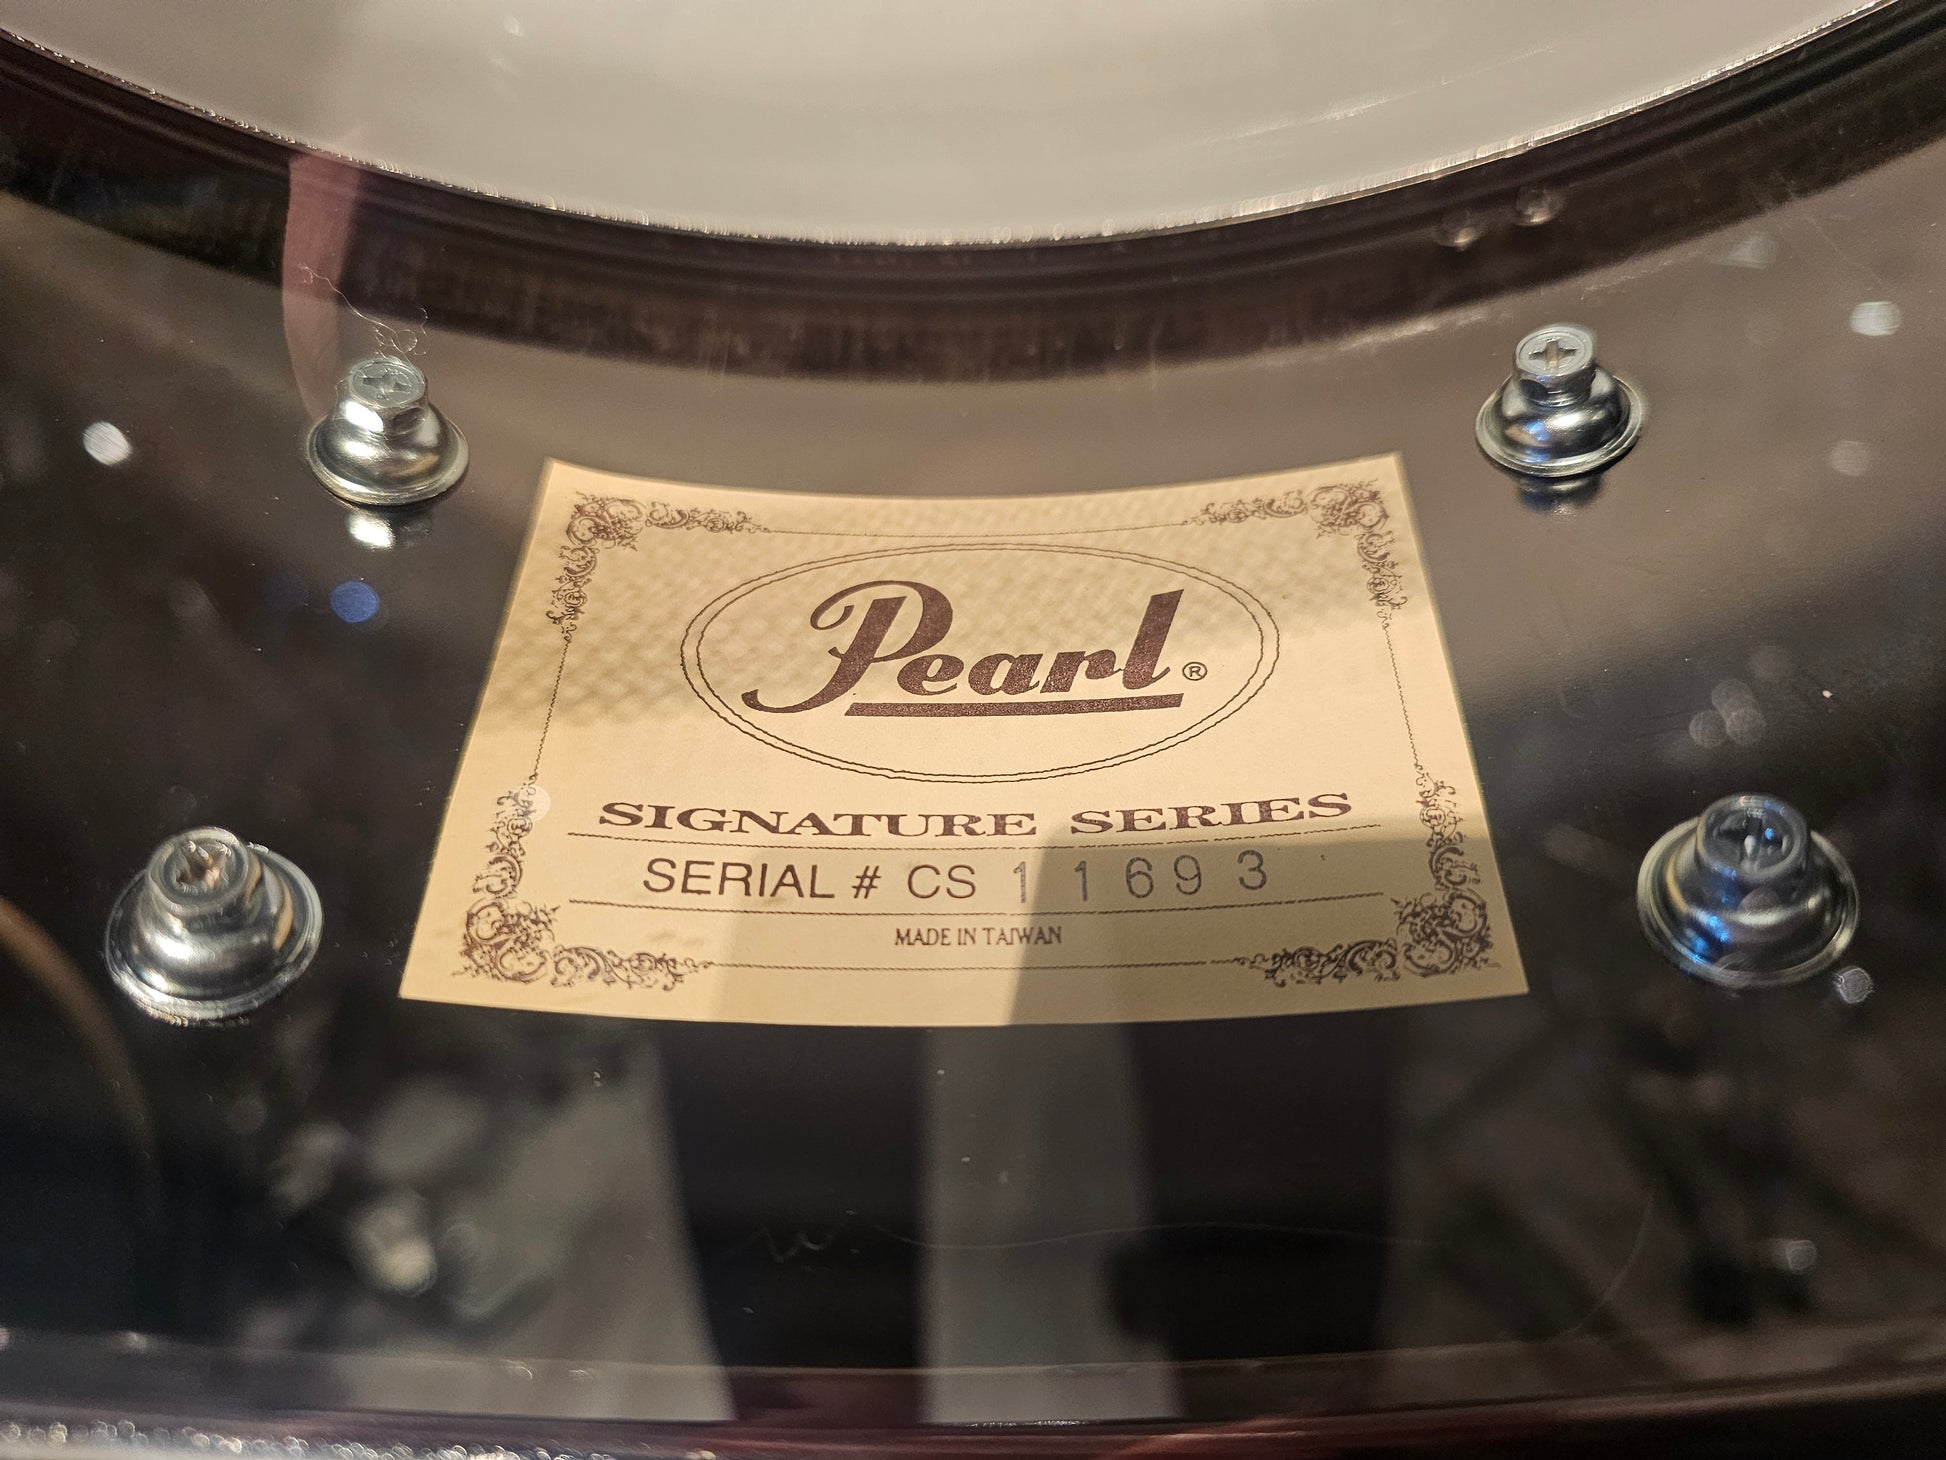 Pearl®
SIGNATURE SERIES
SERIAL # CS 11693
MADE IN TAIWAN